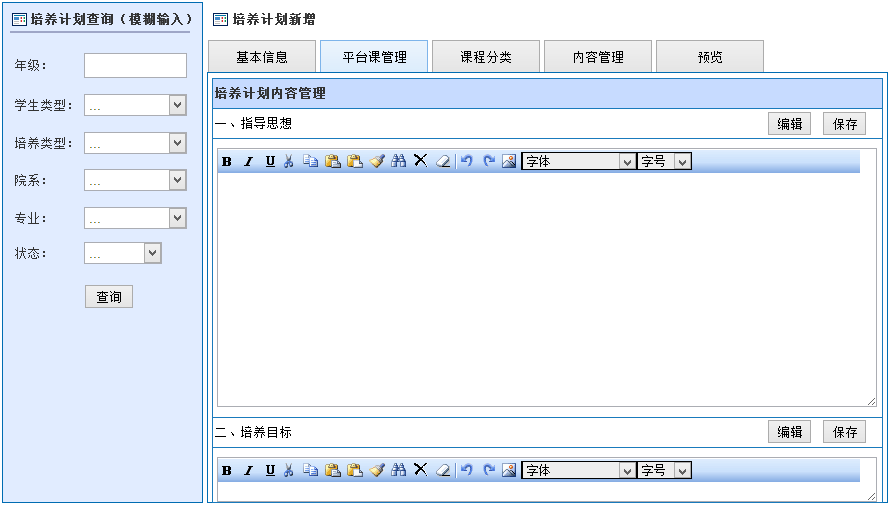 培养计划查询（模糊输入）
年级：
学生类型： ...
培养类型： ...
院系： ...
专业： ...
状态： ...
查询
培养计划新增
基本信息 平台课管理 课程分类 内容管理 预览
培养计划内容管理
一、指导思想 编辑 保存
B I U 字体 字号
二、培养目标 编辑 保存
B I U 字体 字号